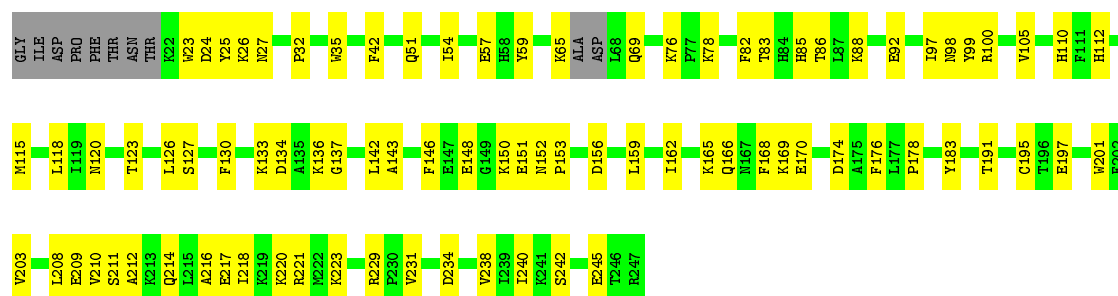 GLY ILE ASP PRO PHE THR ASN THR K22 W23 D24 Y25 K26 N27 P32 W35 F42 Q51 I54 E57 H58 Y59 K65 ALA ASP L68 Q69 K76 P77 K78 F82 T83 H84 H85 T86 L87 K88 E92 I97 N98 Y99 R100 V105 H110 F111 H112
M115 L118 I119 N120 T123 L126 S127 F130 K133 D134 A135 K136 G137 L142 A143 F146 E147 E148 G149 K150 E151 N152 P153 D156 L159 I162 K165 Q166 N167 F168 K169 E170 D174 A175 F176 L177 P178 Y183 T191 C195 T196 E197 W201
V203 L208 E209 V210 S211 A212 K213 Q214 L215 A216 E217 I218 K219 K220 R221 M222 K223 R229 P230 V231 D234 V238 I239 I240 K241 S242 E245 T246 R247